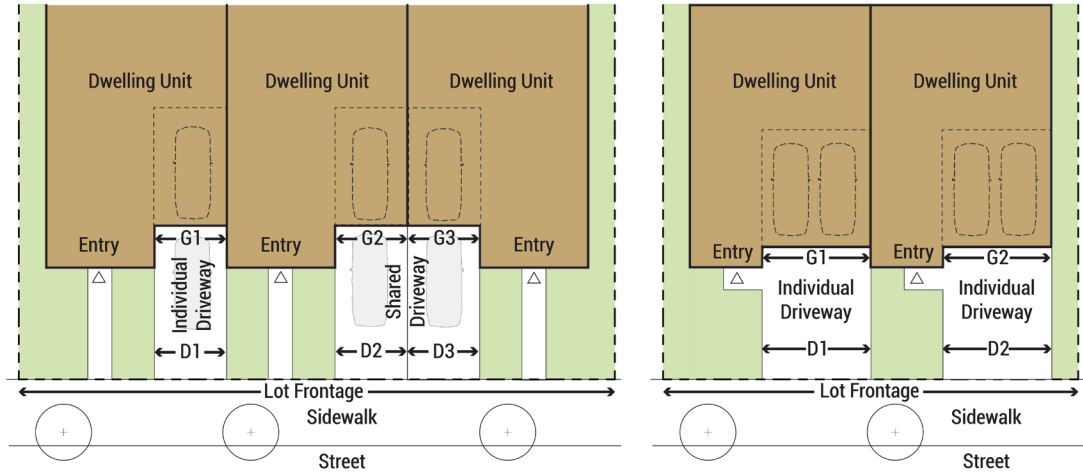 Dwelling Unit
Dwelling Unit
Dwelling Unit
Entry
G1
Entry
G2
G3
Entry
Individual
Driveway
Shared
Driveway
D1
D2
D3
Lot Frontage
Sidewalk
Street
Dwelling Unit
Dwelling Unit
Entry
G1
Entry
G2
Individual
Driveway
Individual
Driveway
D1
D2
Lot Frontage
Sidewalk
Street